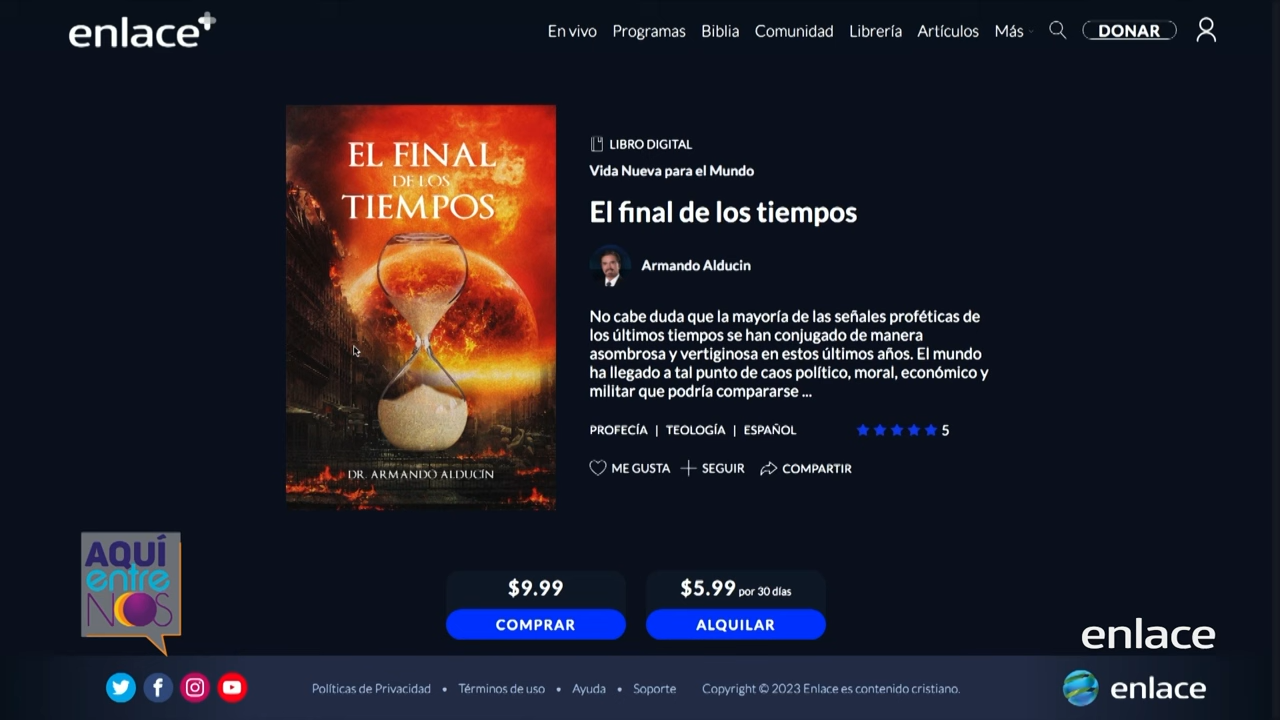 enlace+
En vivo Programas Biblia Comunidad Librería Artículos Más DONAR
EL FINAL
DE LOS
TIEMPOS
DR. ARMANDO ALDUCIN
LIBRO DIGITAL
Vida Nueva para el Mundo
El final de los tiempos
Armando Alducin
No cabe duda que la mayoría de las señales proféticas de
los últimos tiempos se han conjugado de manera
asombrosa y vertiginosa en estos últimos años. El mundo
ha llegado a tal punto de caos político, moral, económico y
militar que podría compararse ...
PROFECÍA | TEOLOGÍA | ESPAÑOL 5
ME GUSTA SEGUIR COMPARTIR
AQUÍ
entre
NOS
$9.99
COMPRAR
$5.99 por 30 días
ALQUILAR
enlace
Políticas de Privacidad • Términos de uso • Ayuda • Soporte Copyright © 2023 Enlace es contenido cristiano.
enlace